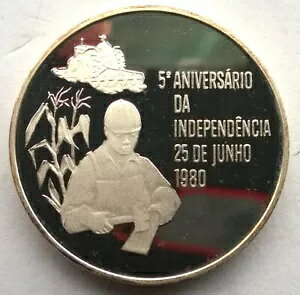 5º ANIVERSÁRIO
DA
INDEPENDÊNCIA
25 DE JUNHO
1980